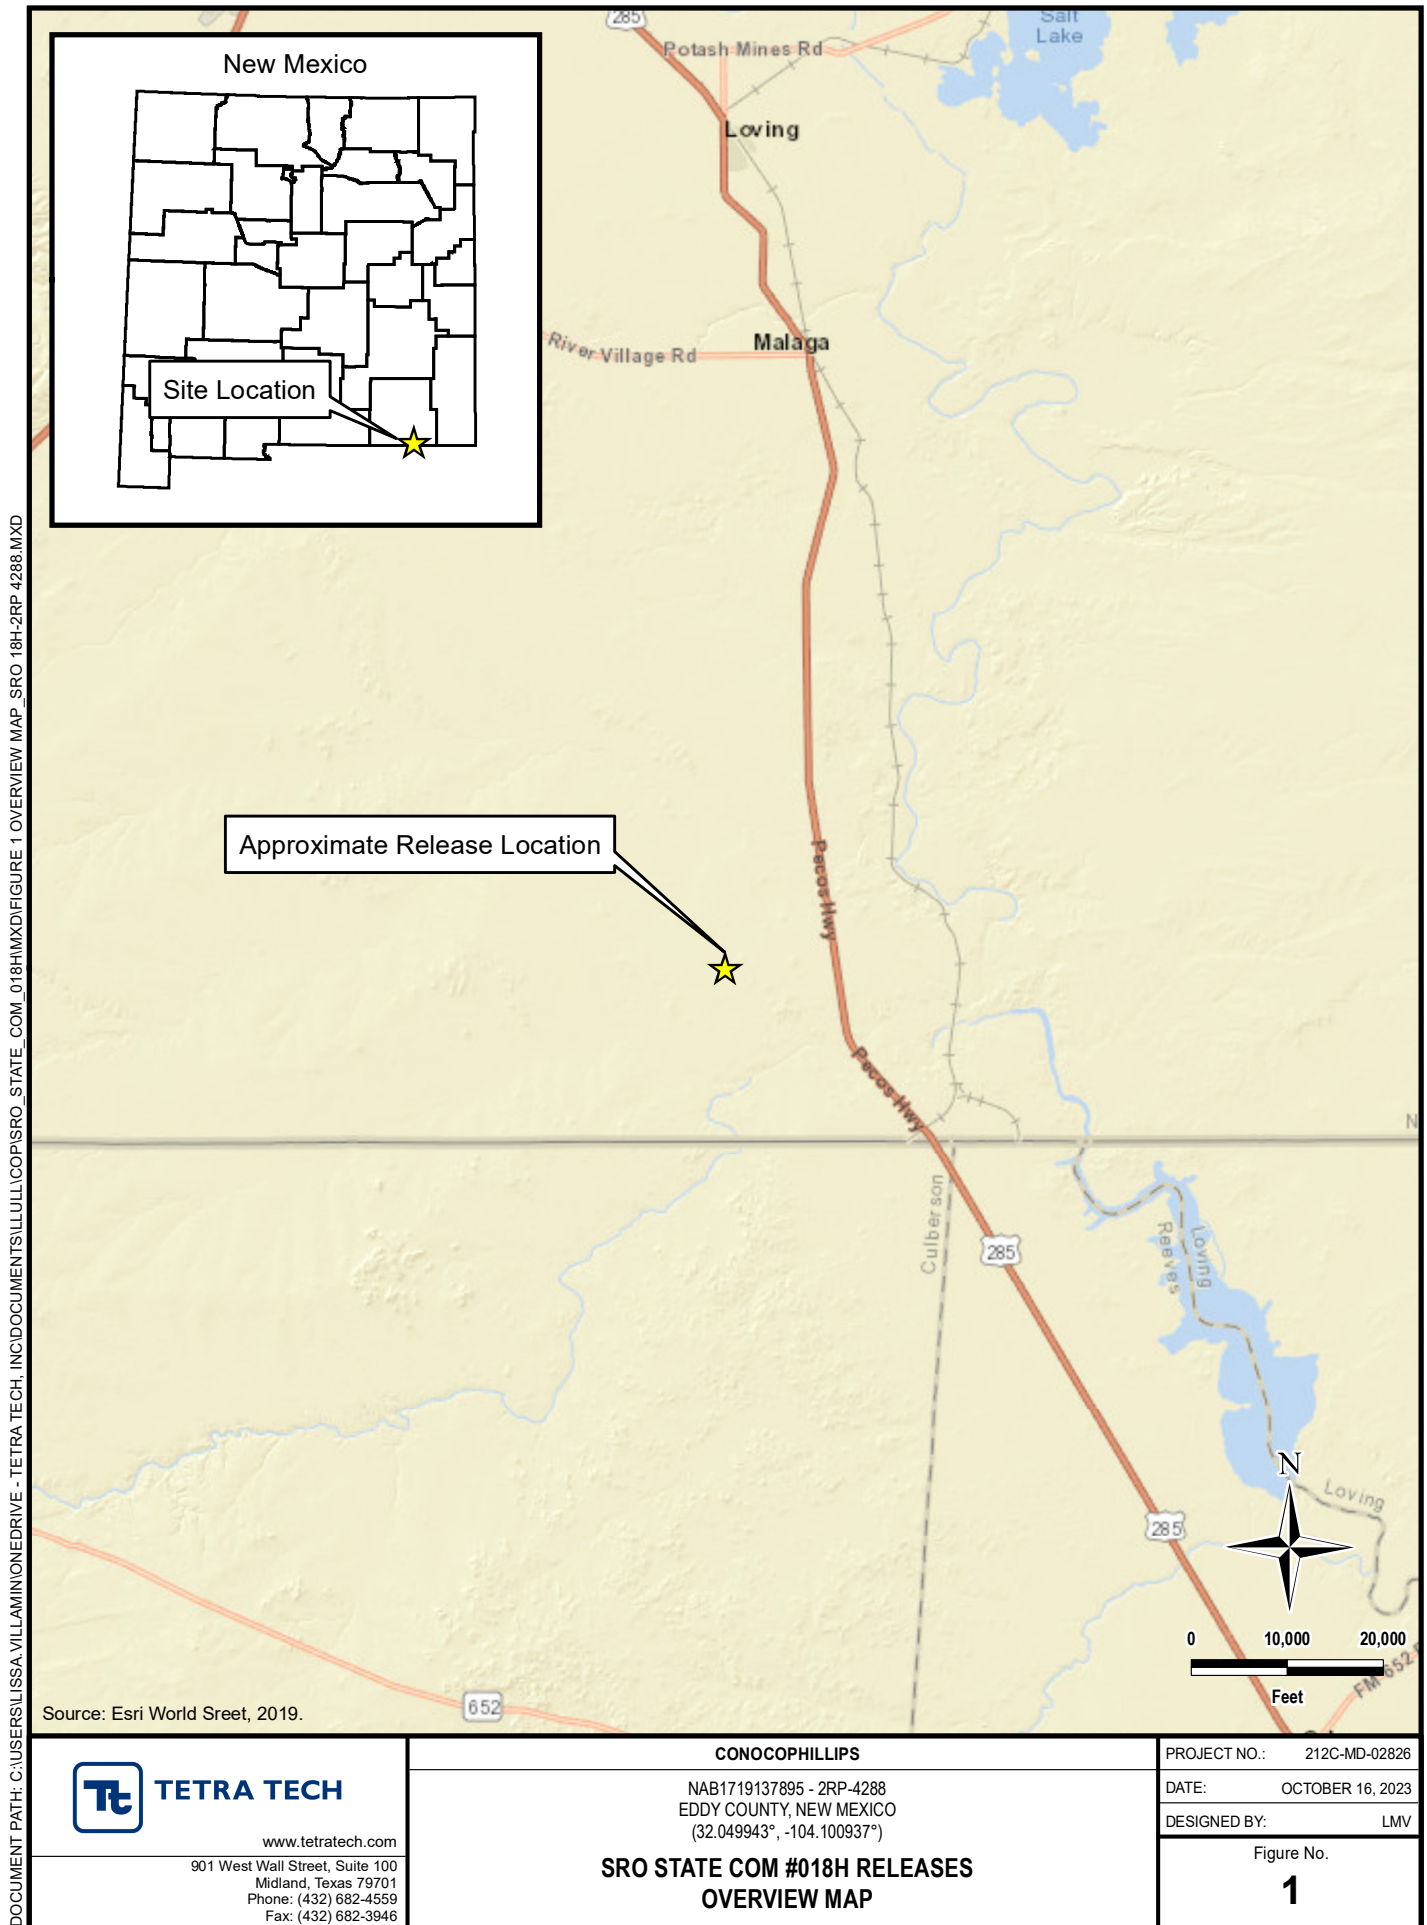 285
Potash Mines Rd
Salt
Lake
New Mexico
Loving
River Village Rd
Malaga
Site Location
Approximate Release Location
Pecos Hwy
Pecos Hwy
N
Culberson
285
Reeves
Loving
N
Loving
285
0 10,000 20,000
Feet
FM 652
652
Source: Esri World Sreet, 2019.
DOCUMENT PATH: C:\USERS\LISSA.VILLAMIN\ONEDRIVE - TETRA TECH, INC\DOCUMENTS\LLULL\COP\SRO_STATE_COM_018H\MXD\FIGURE 1 OVERVIEW MAP_SRO 18H-2RP 4288.MXD
Tt TETRA TECH
www.tetratech.com
901 West Wall Street, Suite 100
Midland, Texas 79701
Phone: (432) 682-4559
Fax: (432) 682-3946
CONOCOPHILLIPS
NAB1719137895 - 2RP-4288
EDDY COUNTY, NEW MEXICO
(32.049943°, -104.100937°)
SRO STATE COM #018H RELEASES
OVERVIEW MAP
PROJECT NO.: 212C-MD-02826
DATE: OCTOBER 16, 2023
DESIGNED BY: LMV
Figure No.
1